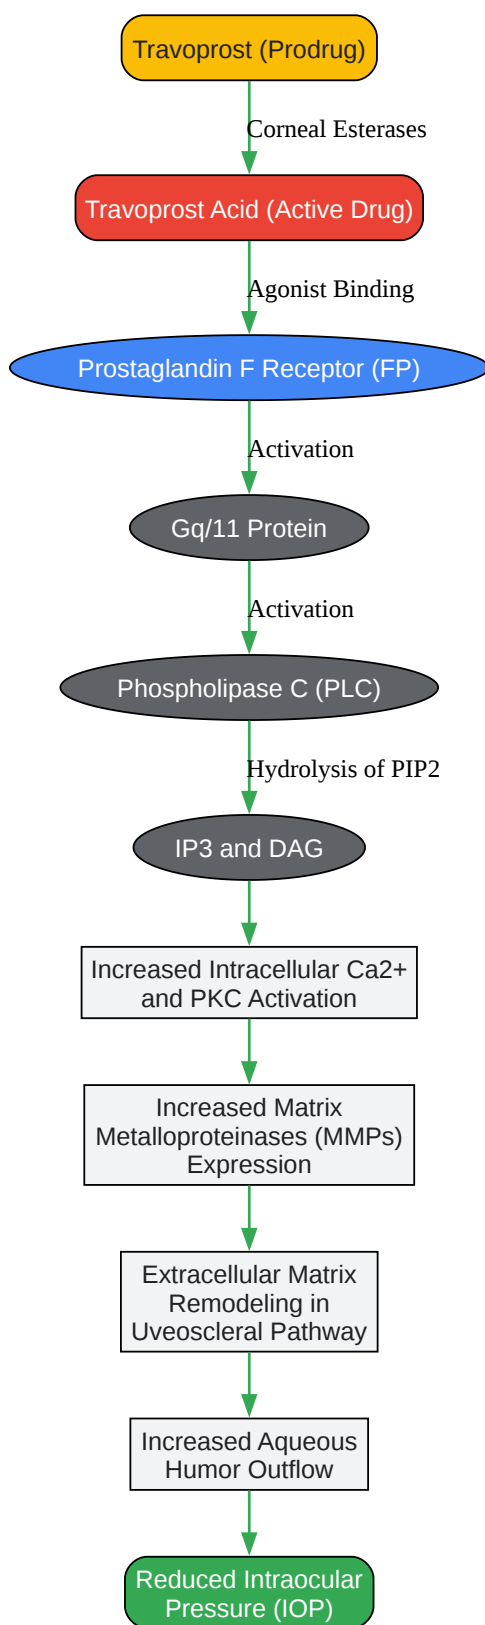 Travoprost (Prodrug)
Corneal Esterases
Travoprost Acid (Active Drug)
Agonist Binding
Prostaglandin F Receptor (FP)
Activation
Gq/11 Protein
Activation
Phospholipase C (PLC)
Hydrolysis of PIP2
IP3 and DAG
Increased Intracellular Ca2+
and PKC Activation
Increased Matrix
Metalloproteinases (MMPs)
Expression
Extracellular Matrix
Remodeling in
Uveoscleral Pathway
Increased Aqueous
Humor Outflow
Reduced Intraocular
Pressure (IOP)